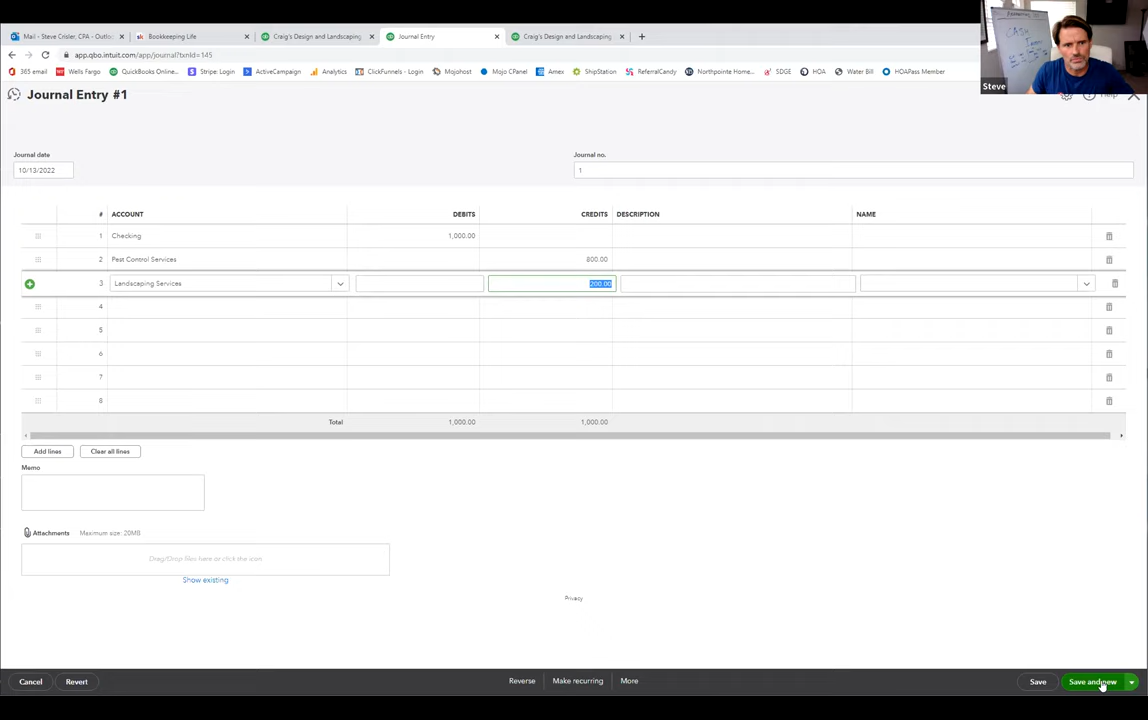 Mail - Steve Crisler, CPA - Outlo
Bookkeeping Life
Craig's Design and Landscaping
Journal Entry
Craig's Design and Landscaping
app.qbo.intuit.com/app/journal?txnId=145
365 email
Wells Fargo
QuickBooks Onlin...
Stripe: Login
ActiveCampaign
Analytics
ClickFunnels - Login
Mojohost
Mojo CPanel
Amex
ShipStation
ReferralCandy
Northpointe Home...
SDGE
HOA
Water Bill
HOAPass Member
Steve
CASH
Journal Entry #1
Help
Journal date
Journal no.
10/13/2022
1
# ACCOUNT DEBITS CREDITS DESCRIPTION NAME
1 Checking 1,000.00
2 Pest Control Services 800.00
3 Landscaping Services 200.00
4
5
6
7
8
Total 1,000.00 1,000.00
Add lines
Clear all lines
Memo
Attachments Maximum size: 20MB
Drag/Drop files here or click the icon
Show existing
Privacy
Cancel
Revert
Reverse
Make recurring
More
Save
Save and new